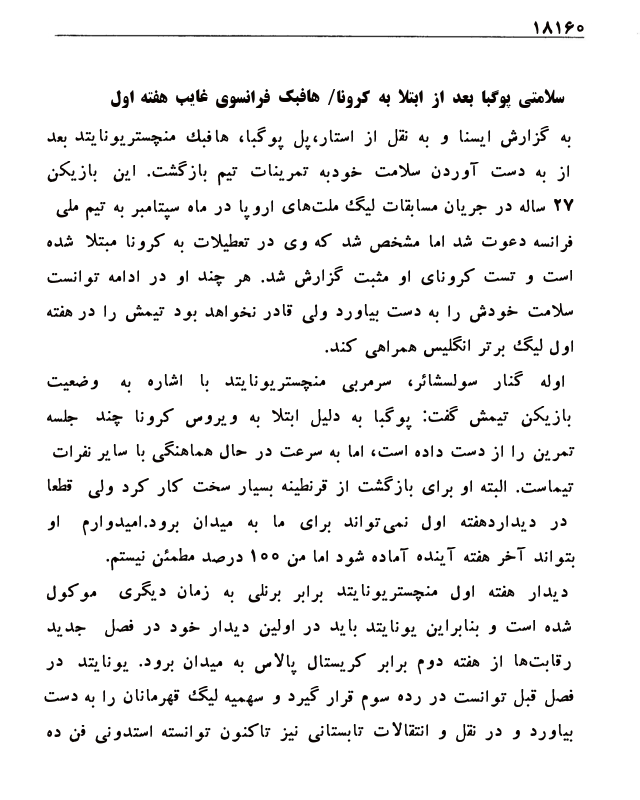 ۱۸۱۶۰
سلامتی پوگبا بعد از ابتلا به کرونا/ هافبک فرانسوی غایب هفته اول
به گزارش ایسنا و به نقل از استار،پل پوگبا، هافبک منچستریونایتد بعد
از به دست آوردن سلامت خودبه تمرینات تیم بازگشت. این بازیکن
۲۷ ساله در جریان مسابقات لیگ ملت‌های اروپا در ماه سپتامبر به تیم ملی
فرانسه دعوت شد اما مشخص شد که وی در تعطیلات به کرونا مبتلا شده
است و تست کرونای او مثبت گزارش شد. هر چند او در ادامه توانست
سلامت خودش را به دست بیاورد ولی قادر نخواهد بود تیمش را در هفته
اول لیگ برتر انگلیس همراهی کند.
اوله گنار سولسشائر، سرمربی منچستریونایتد با اشاره به وضعیت
بازیکن تیمش گفت: پوگبا به دلیل ابتلا به ویروس کرونا چند جلسه
تمرین را از دست داده است، اما به سرعت در حال هماهنگی با سایر نفرات
تیماست. البته او برای بازگشت از قرنطینه بسیار سخت کار کرد ولی قطعا
در دیداردهفته اول نمی‌تواند برای ما به میدان برود.امیدوارم او
بتواند آخر هفته آینده آماده شود اما من ۱۰۰ درصد مطمئن نیستم.
دیدار هفته اول منچستریونایتد برابر برنلی به زمان دیگری موکول
شده است و بنابراین یونایتد باید در اولین دیدار خود در فصل جدید
رقابت‌ها از هفته دوم برابر کریستال پالاس به میدان برود. یونایتد در
فصل قبل توانست در رده سوم قرار گیرد و سهمیه لیگ قهرمانان را به دست
بیاورد و در نقل و انتقالات تابستانی نیز تاکنون توانسته استدونی فن ده